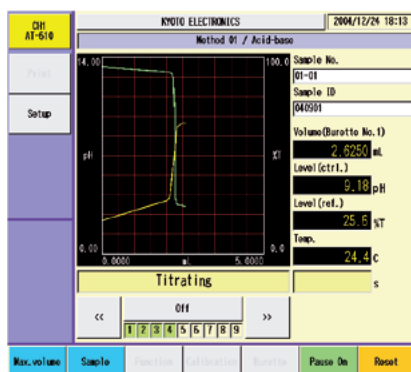 CH1
AT-610
KYOTO ELECTRONICS
2004/12/24 18:13
Method 01 / Acid-base
Print
Setup
14.00
100.0
pH
%T
0.00
0.0
0.0000
mL
5.0000
Sample No.
01-01
Sample ID
040901
Volume(Burette No.1)
2.6250 mL
Level(ctrl.)
9.18 pH
Level(ref.)
25.6 %T
Temp.
24.4 C
Titrating
s
<<
Off
>>
1 2 3 4 5 6 7 8 9
Max.volume
Sample
Function
Calibration
Burette
Pause On
Reset